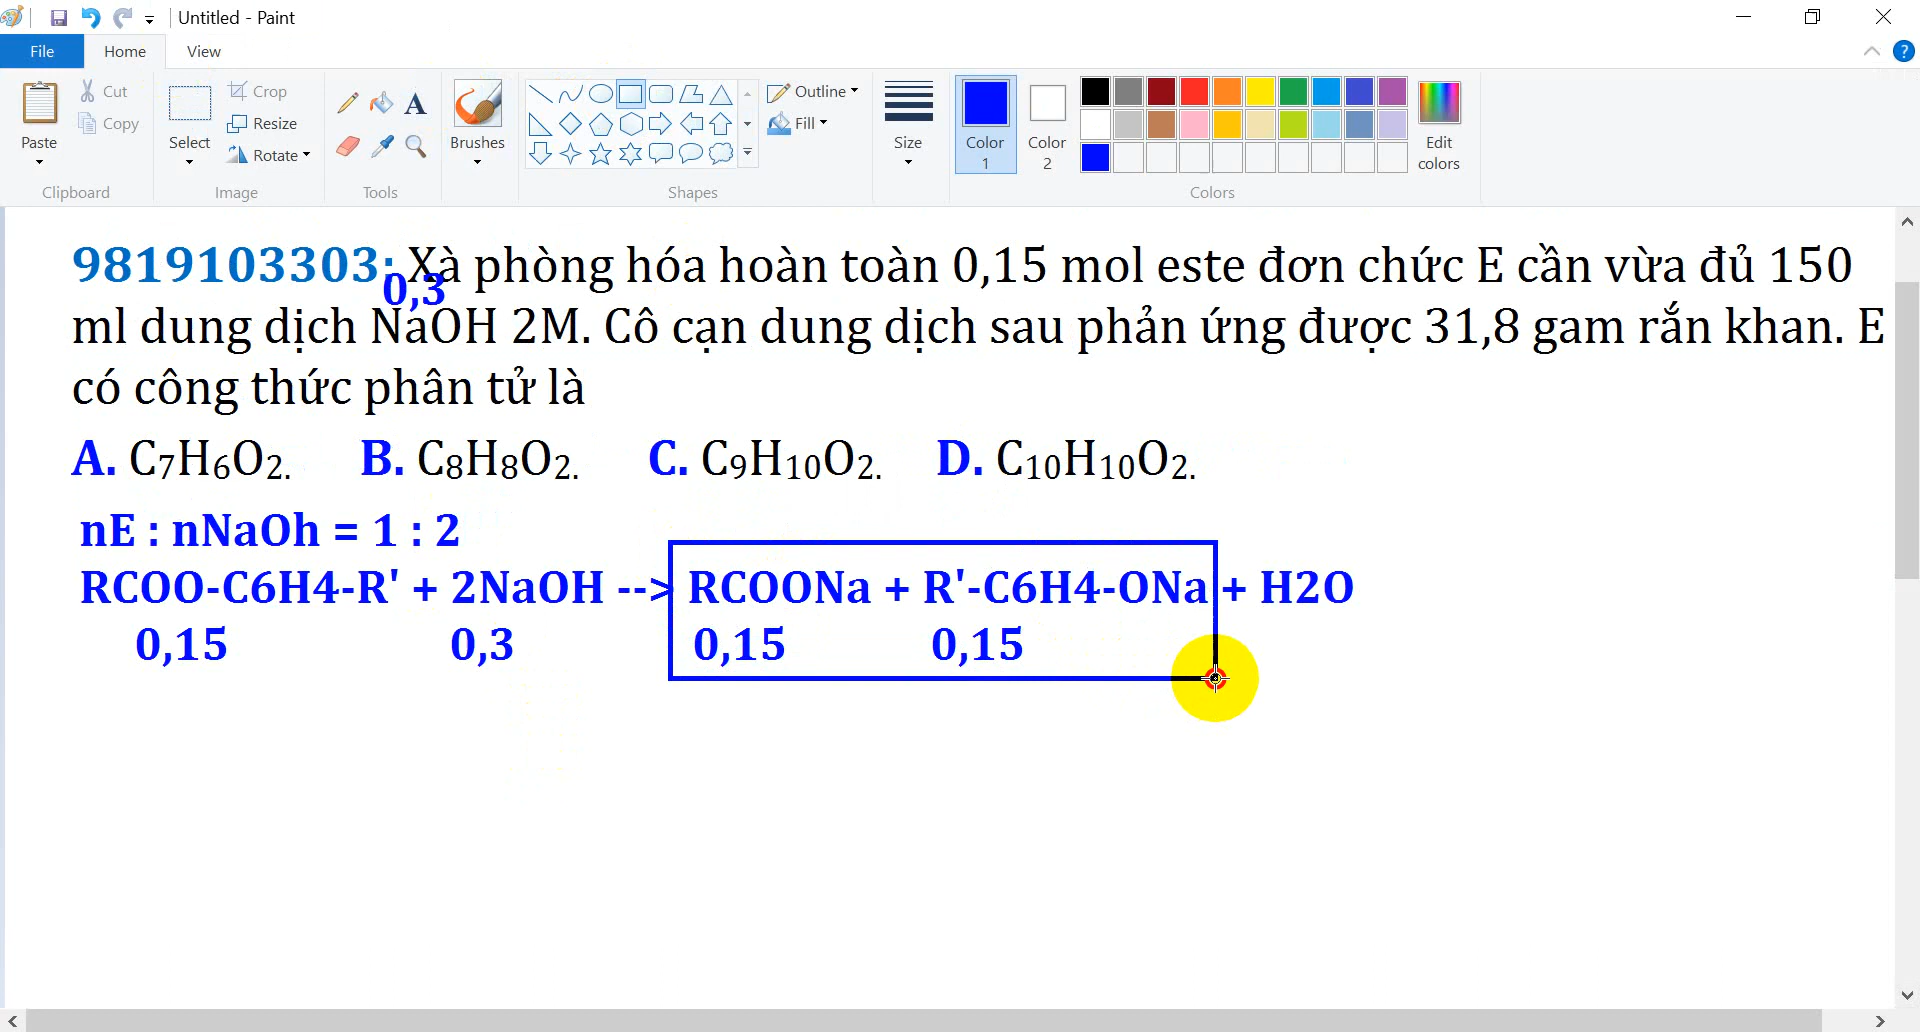 Untitled - Paint
File Home View
Paste
Cut
Copy
Clipboard
Select
Crop
Resize
Rotate
Image
Tools
Brushes
Shapes
Outline
Fill
Size
Color 1
Color 2
Edit colors
Colors
9819103303: Xà phòng hóa hoàn toàn 0,15 mol este đơn chức E cần vừa đủ 150
0,3
ml dung dịch NaOH 2M. Cô cạn dung dịch sau phản ứng được 31,8 gam rắn khan. E
có công thức phân tử là
A. C7H6O2. B. C8H8O2. C. C9H10O2. D. C10H10O2.
nE : nNaOh = 1 : 2
RCOO-C6H4-R' + 2NaOH --> RCOONa + R'-C6H4-ONa + H2O
0,15 0,3 0,15 0,15